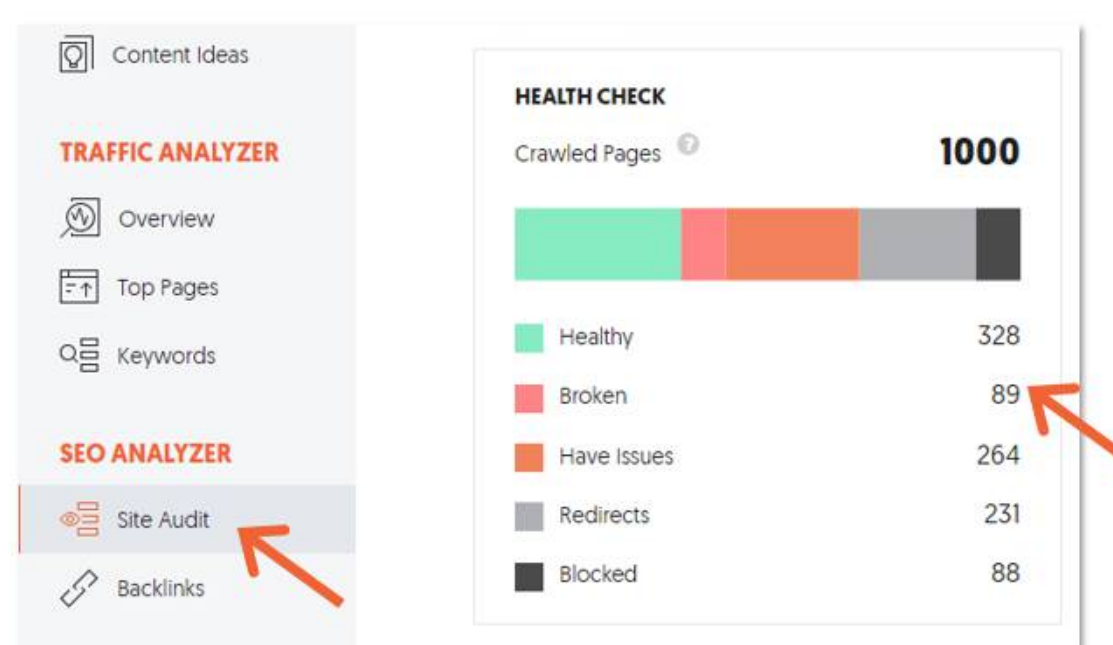 Content Ideas
TRAFFIC ANALYZER
Overview
Top Pages
Keywords
SEO ANALYZER
Site Audit
Backlinks
HEALTH CHECK
Crawled Pages ? 1000
Healthy 328
Broken 89
Have Issues 264
Redirects 231
Blocked 88